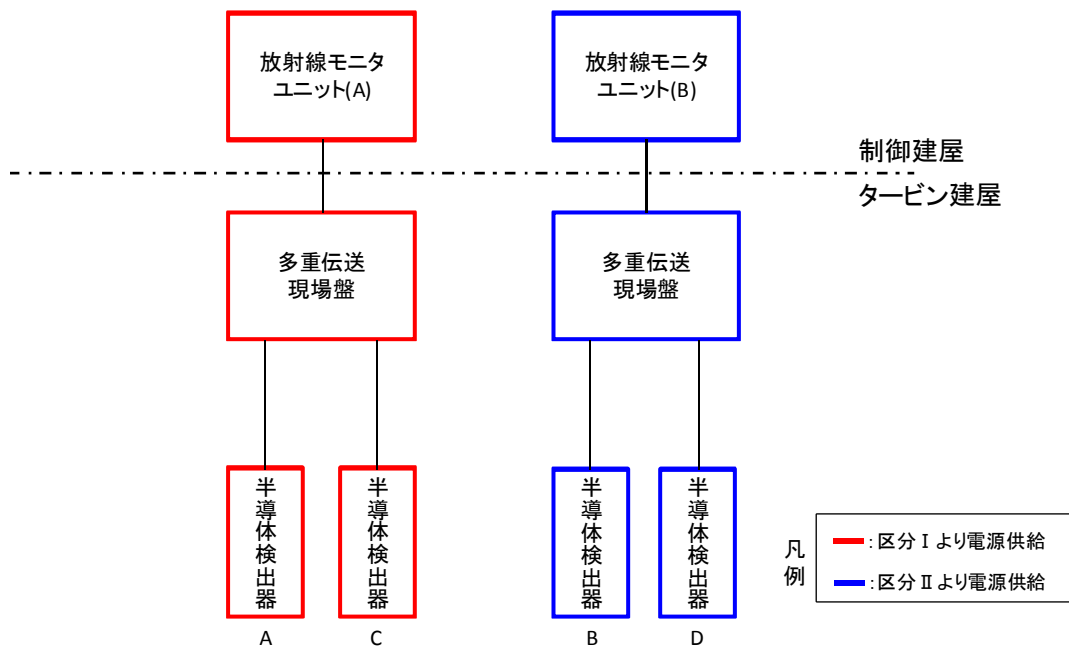 放射線モニタ
ユニット(A)
放射線モニタ
ユニット(B)
制御建屋
タービン建屋
多重伝送
現場盤
多重伝送
現場盤
半導体検出器
半導体検出器
半導体検出器
半導体検出器
A
C
B
D
凡例
:区分Ⅰより電源供給
:区分Ⅱより電源供給